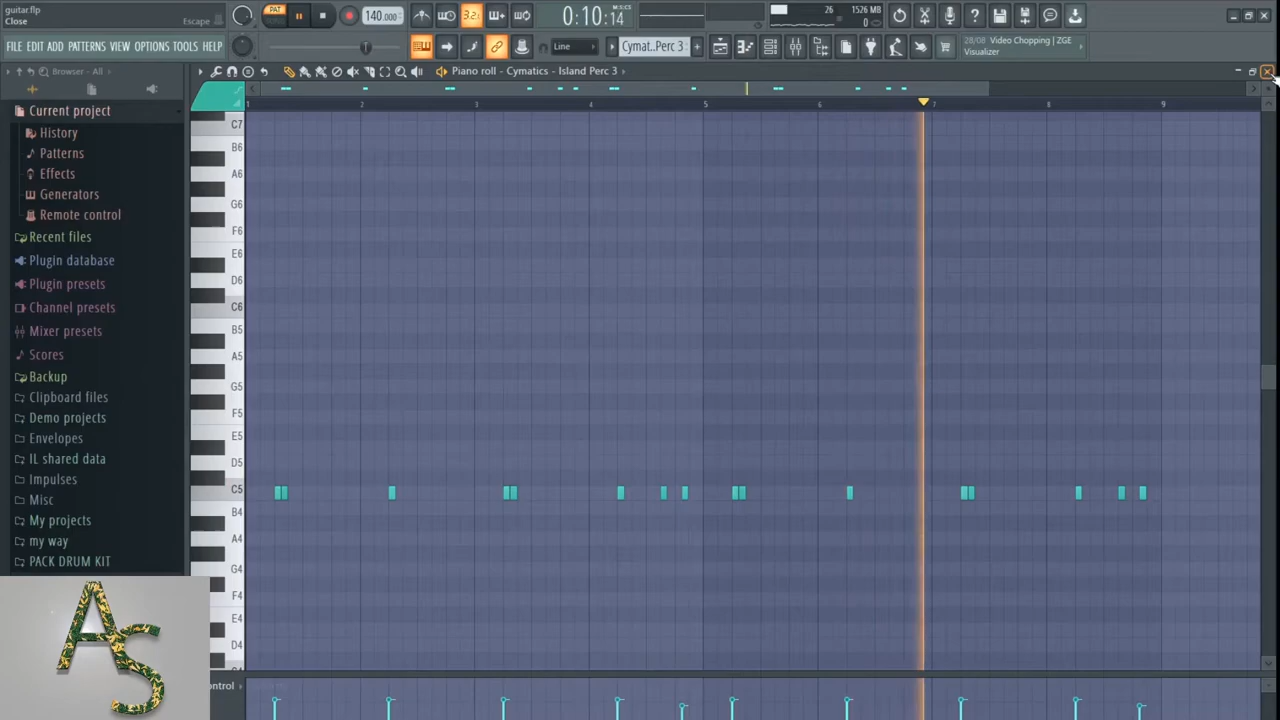 guitar.flp
Close
Escape
PAT
140.000
3.2:
0:10:14
26
1526 MB
0
FILE EDIT ADD PATTERNS VIEW OPTIONS TOOLS HELP
Line
Cymat..Perc 3
28/08 Video Chopping | ZGE
Visualizer
Browser - All
Piano roll - Cymatics - Island Perc 3
Current project
History
Patterns
Effects
Generators
Remote control
Recent files
Plugin database
Plugin presets
Channel presets
Mixer presets
Scores
Backup
Clipboard files
Demo projects
Envelopes
IL shared data
Impulses
Misc
My projects
my way
PACK DRUM KIT
1 2 3 4 5 6 7 8 9
C7
B6
A6
G6
F6
E6
D6
C6
B5
A5
G5
F5
E5
D5
C5
B4
A4
G4
F4
E4
D4
ontrol
AS